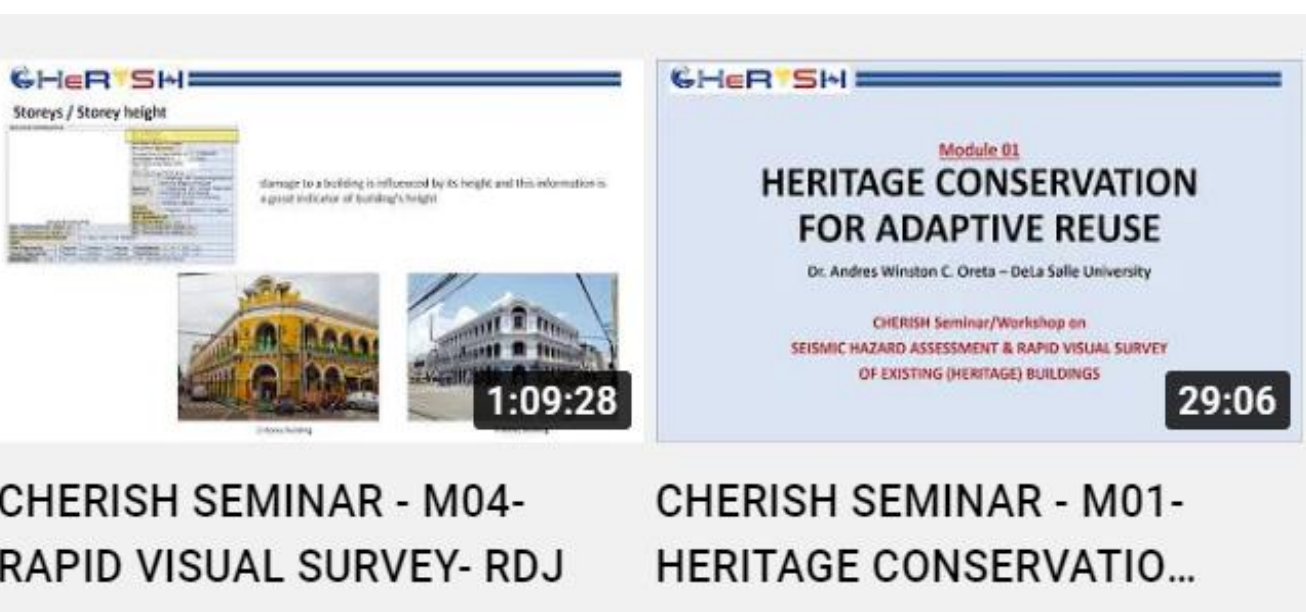 CHeRISH
Storeys / Storey height
damage to a building is influenced by its height and this information is
a great indicator of building's height
1:09:28
CHERISH SEMINAR - M04-
RAPID VISUAL SURVEY- RDJ
CHeRISH
Module 01
HERITAGE CONSERVATION
FOR ADAPTIVE REUSE
Dr. Andres Winston C. Oreta – DeLa Salle University
CHERISH Seminar/Workshop on
SEISMIC HAZARD ASSESSMENT & RAPID VISUAL SURVEY
OF EXISTING (HERITAGE) BUILDINGS
29:06
CHERISH SEMINAR - M01-
HERITAGE CONSERVATIO...